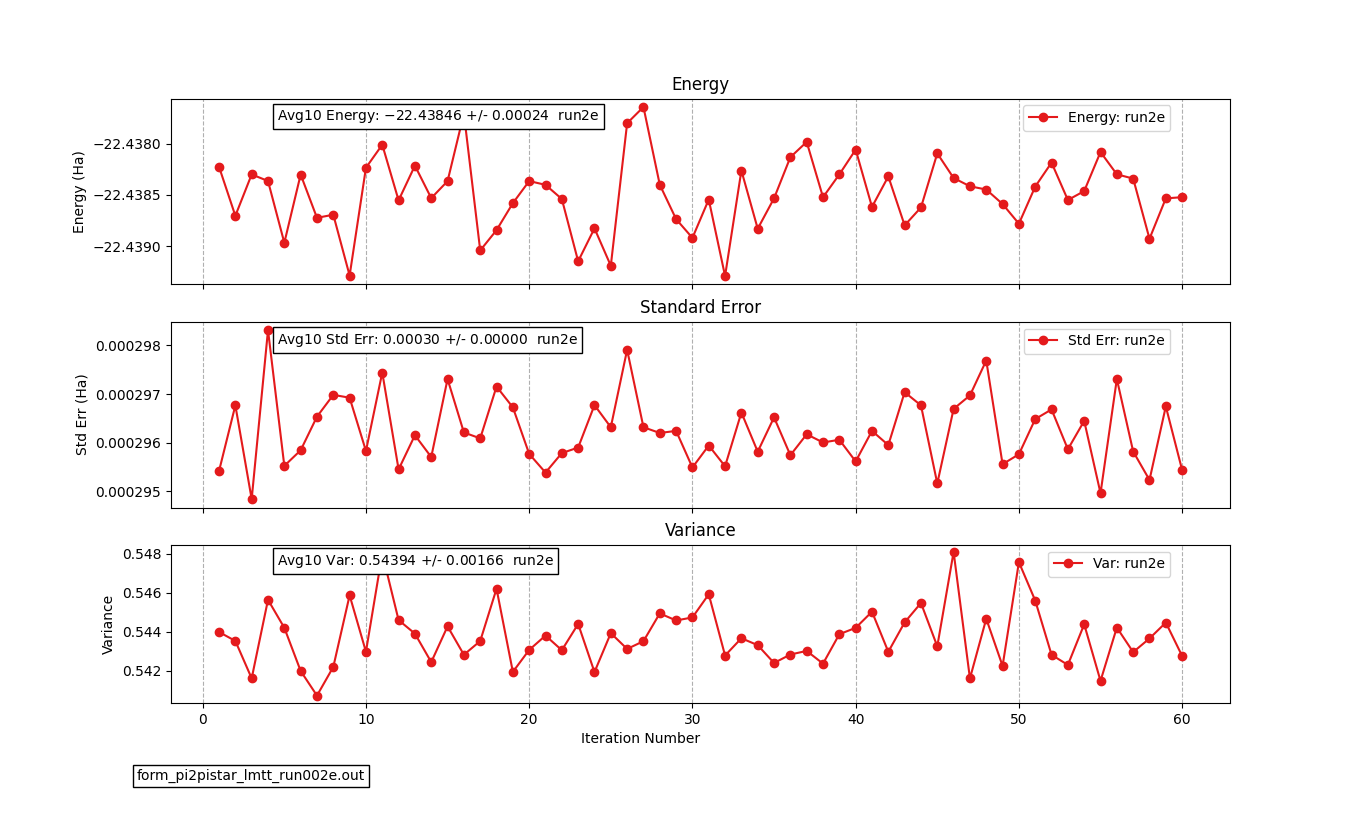 Energy
Avg10 Energy: −22.43846 +/- 0.00024 run2e
Energy: run2e
Energy (Ha)
−22.4380
−22.4385
−22.4390
Standard Error
Avg10 Std Err: 0.00030 +/- 0.00000 run2e
Std Err: run2e
Std Err (Ha)
0.000298
0.000297
0.000296
0.000295
Variance
Avg10 Var: 0.54394 +/- 0.00166 run2e
Var: run2e
Variance
0.548
0.546
0.544
0.542
0 10 20 30 40 50 60
Iteration Number
form_pi2pistar_lmtt_run002e.out